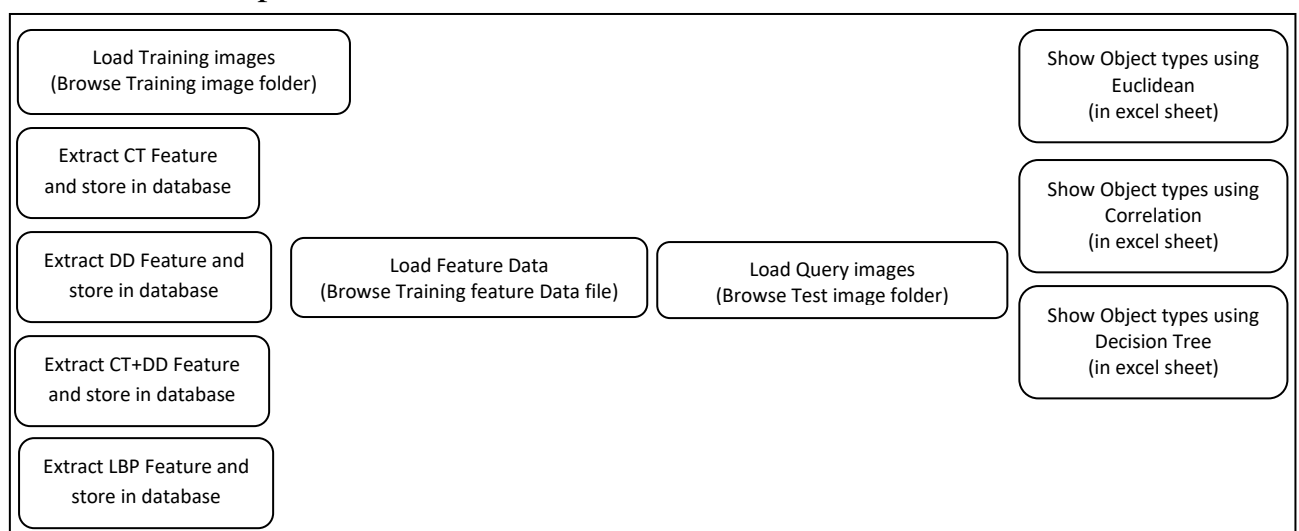 Load Training images
(Browse Training image folder)
Extract CT Feature
and store in database
Extract DD Feature and
store in database
Extract CT+DD Feature
and store in database
Extract LBP Feature and
store in database
Load Feature Data
(Browse Training feature Data file)
Load Query images
(Browse Test image folder)
Show Object types using
Euclidean
(in excel sheet)
Show Object types using
Correlation
(in excel sheet)
Show Object types using
Decision Tree
(in excel sheet)